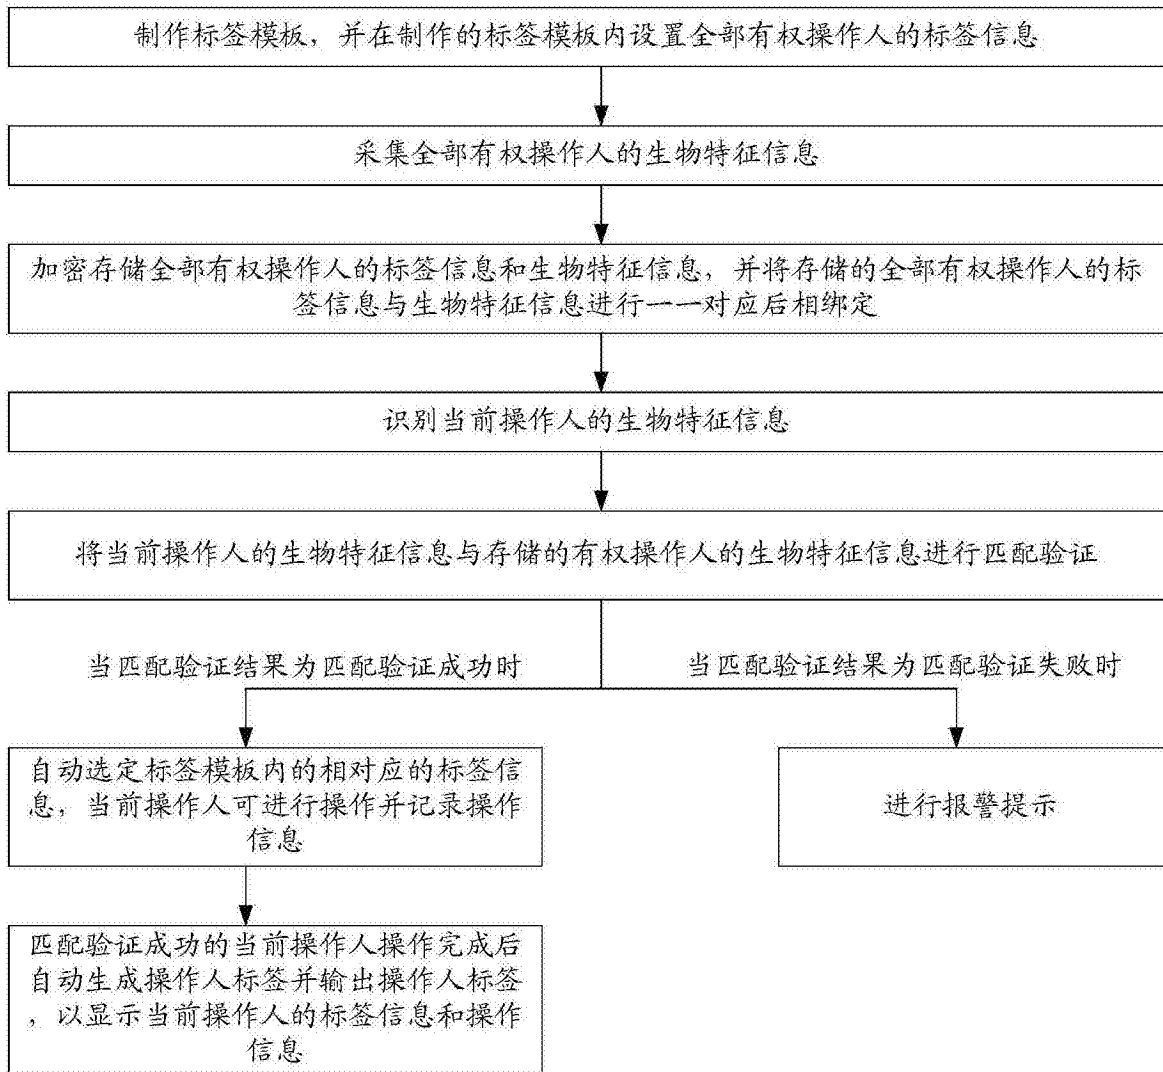 制作标签模板，并在制作的标签模板内设置全部有权操作人的标签信息
采集全部有权操作人的生物特征信息
加密存储全部有权操作人的标签信息和生物特征信息，并将存储的全部有权操作人的标
签信息与生物特征信息进行一一对应后相绑定
识别当前操作人的生物特征信息
将当前操作人的生物特征信息与存储的有权操作人的生物特征信息进行匹配验证
当匹配验证结果为匹配验证成功时
当匹配验证结果为匹配验证失败时
自动选定标签模板内的相对应的标签信
息，当前操作人可进行操作并记录操作
信息
进行报警提示
匹配验证成功的当前操作人操作完成后
自动生成操作人标签并输出操作人标签
，以显示当前操作人的标签信息和操作
信息